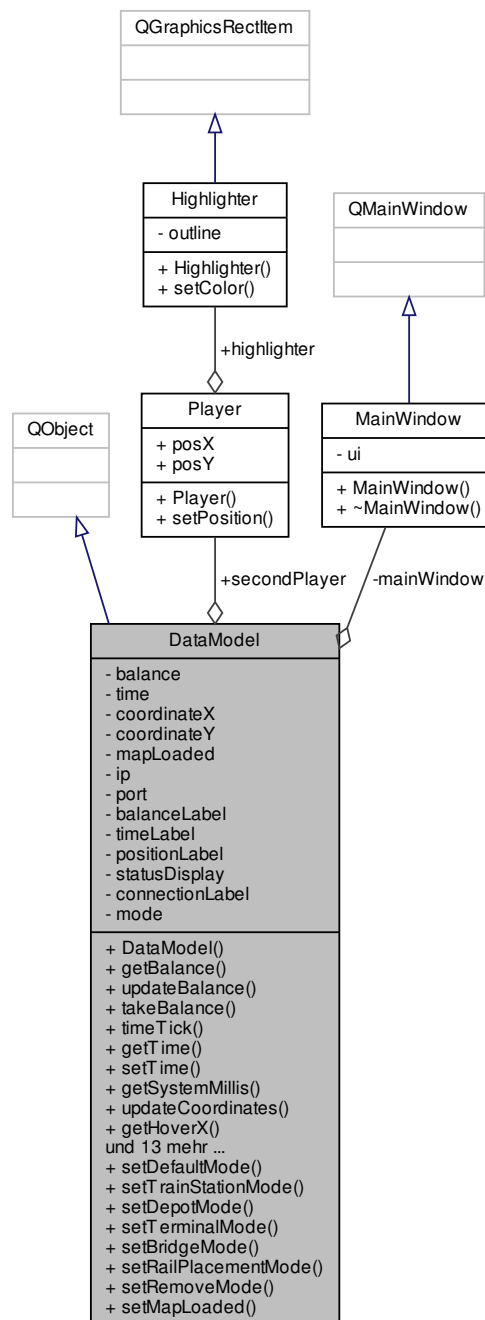 QGraphicsRectItem
Highlighter
- outline
+ Highlighter()
+ setColor()
QMainWindow
+highlighter
Player
+ posX
+ posY
+ Player()
+ setPosition()
MainWindow
- ui
+ MainWindow()
+ ~MainWindow()
QObject
+secondPlayer
-mainWindow
DataModel
- balance
- time
- coordinateX
- coordinateY
- mapLoaded
- ip
- port
- balanceLabel
- timeLabel
- positionLabel
- statusDisplay
- connectionLabel
- mode
+ DataModel()
+ getBalance()
+ updateBalance()
+ takeBalance()
+ timeTick()
+ getTime()
+ setTime()
+ getSystemMillis()
+ updateCoordinates()
+ getHoverX()
und 13 mehr ...
+ setDefaultMode()
+ setTrainStationMode()
+ setDepotMode()
+ setTerminalMode()
+ setBridgeMode()
+ setRailPlacementMode()
+ setRemoveMode()
+ setMapLoaded()